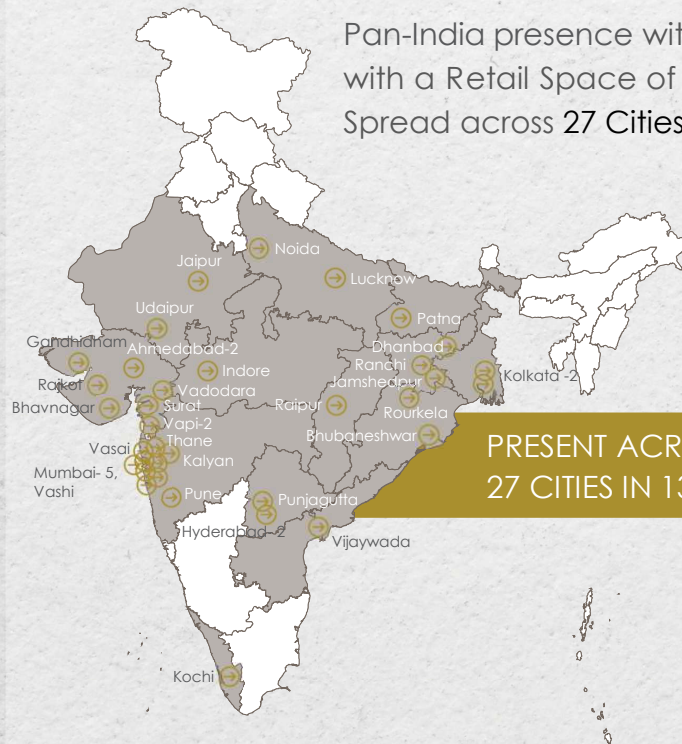 Pan-India presence wit
with a Retail Space of
Spread across 27 Cities
Noida
Jaipur
Lucknow
Udaipur
Patna
Gandhidham
Ahmedabad-2
Dhanbad
Ranchi
Indore
Kolkata -2
Rajkot
Jamshedpur
Vadodara
Bhavnagar
Surat
Raipur
Rourkela
Vapi-2
Bhubaneshwar
Thane
Vasai
Kalyan
PRESENT ACR
27 CITIES IN 13
Mumbai- 5,
Vashi
Pune
Punjagutta
Hyderabad -2
Vijaywada
Kochi